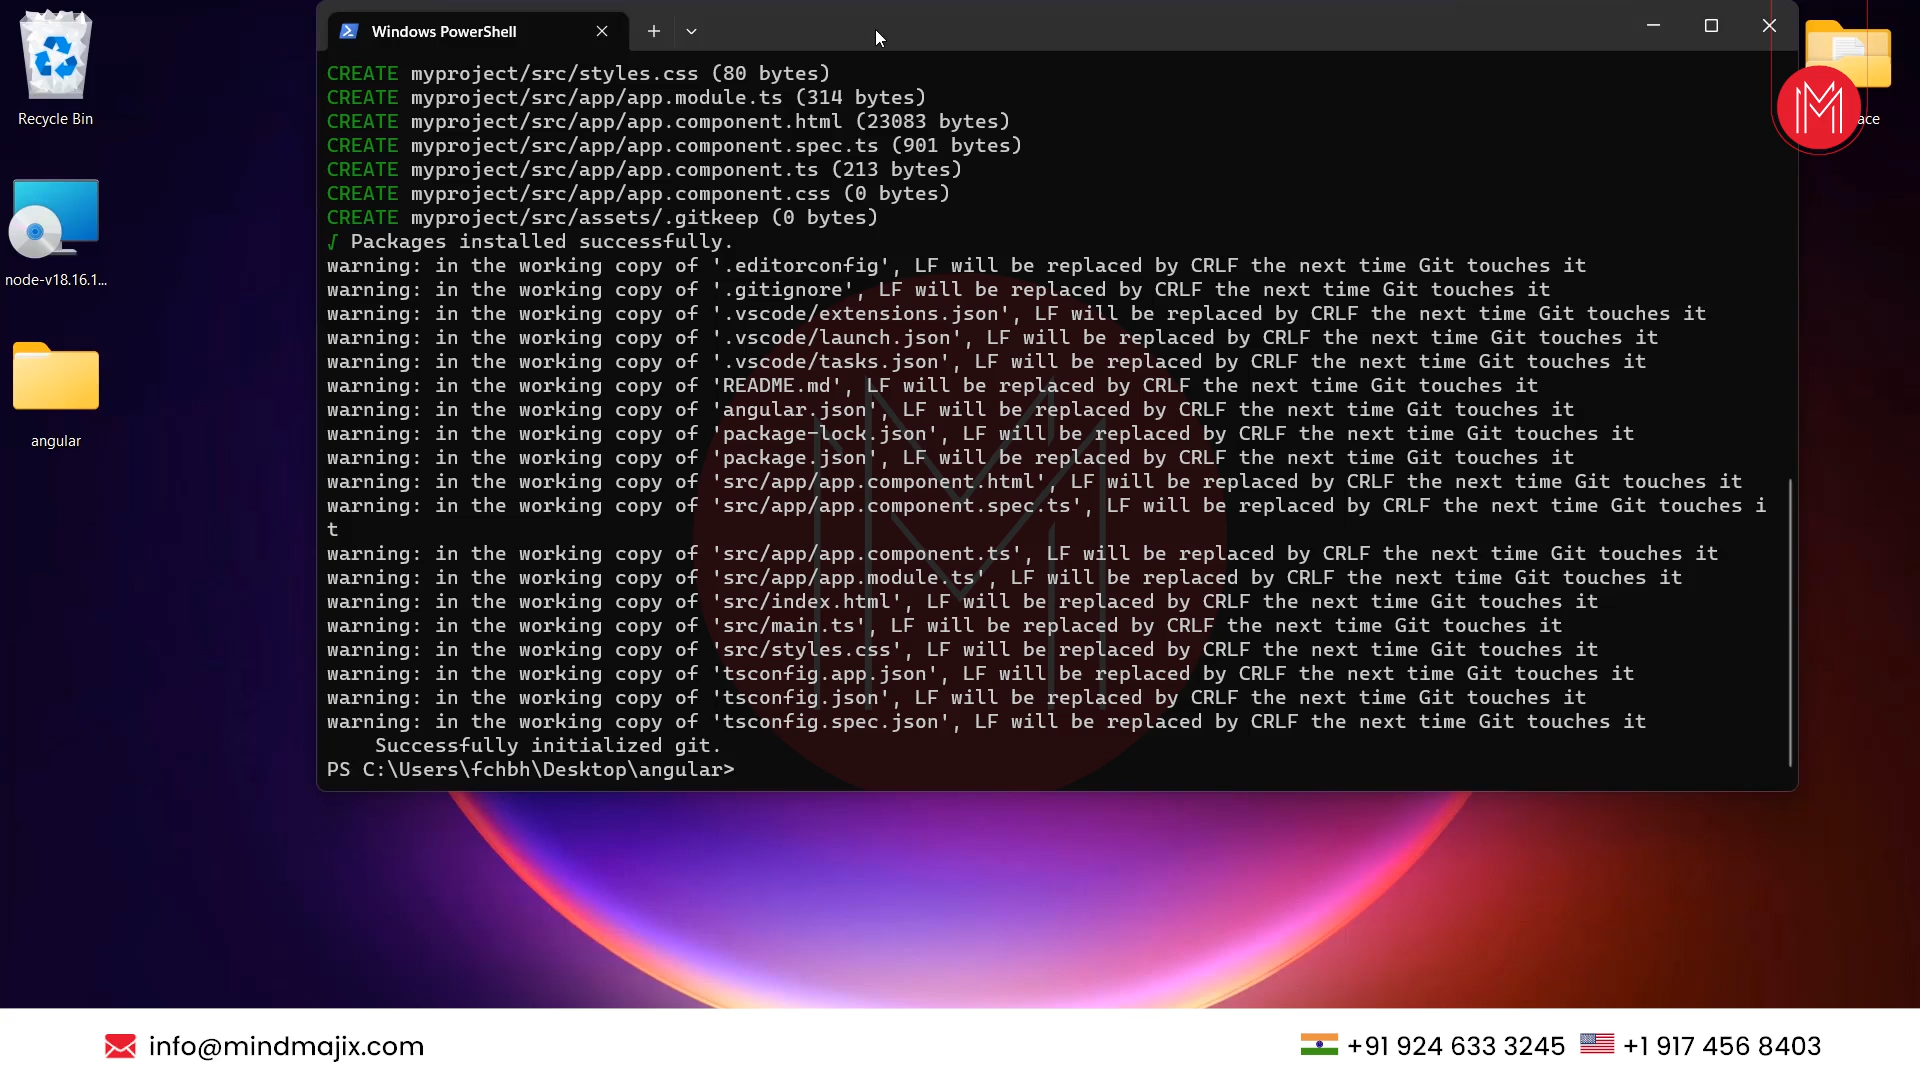 Windows PowerShell
Recycle Bin
node-v18.16.1...
angular
ace
CREATE myproject/src/styles.css (80 bytes)
CREATE myproject/src/app/app.module.ts (314 bytes)
CREATE myproject/src/app/app.component.html (23083 bytes)
CREATE myproject/src/app/app.component.spec.ts (901 bytes)
CREATE myproject/src/app/app.component.ts (213 bytes)
CREATE myproject/src/app/app.component.css (0 bytes)
CREATE myproject/src/assets/.gitkeep (0 bytes)
√ Packages installed successfully.
warning: in the working copy of '.editorconfig', LF will be replaced by CRLF the next time Git touches it
warning: in the working copy of '.gitignore', LF will be replaced by CRLF the next time Git touches it
warning: in the working copy of '.vscode/extensions.json', LF will be replaced by CRLF the next time Git touches it
warning: in the working copy of '.vscode/launch.json', LF will be replaced by CRLF the next time Git touches it
warning: in the working copy of '.vscode/tasks.json', LF will be replaced by CRLF the next time Git touches it
warning: in the working copy of 'README.md', LF will be replaced by CRLF the next time Git touches it
warning: in the working copy of 'angular.json', LF will be replaced by CRLF the next time Git touches it
warning: in the working copy of 'package-lock.json', LF will be replaced by CRLF the next time Git touches it
warning: in the working copy of 'package.json', LF will be replaced by CRLF the next time Git touches it
warning: in the working copy of 'src/app/app.component.html', LF will be replaced by CRLF the next time Git touches it
warning: in the working copy of 'src/app/app.component.spec.ts', LF will be replaced by CRLF the next time Git touches i
t
warning: in the working copy of 'src/app/app.component.ts', LF will be replaced by CRLF the next time Git touches it
warning: in the working copy of 'src/app/app.module.ts', LF will be replaced by CRLF the next time Git touches it
warning: in the working copy of 'src/index.html', LF will be replaced by CRLF the next time Git touches it
warning: in the working copy of 'src/main.ts', LF will be replaced by CRLF the next time Git touches it
warning: in the working copy of 'src/styles.css', LF will be replaced by CRLF the next time Git touches it
warning: in the working copy of 'tsconfig.app.json', LF will be replaced by CRLF the next time Git touches it
warning: in the working copy of 'tsconfig.json', LF will be replaced by CRLF the next time Git touches it
warning: in the working copy of 'tsconfig.spec.json', LF will be replaced by CRLF the next time Git touches it
Successfully initialized git.
PS C:\Users\fchbh\Desktop\angular>
info@mindmajix.com
+91 924 633 3245
+1 917 456 8403